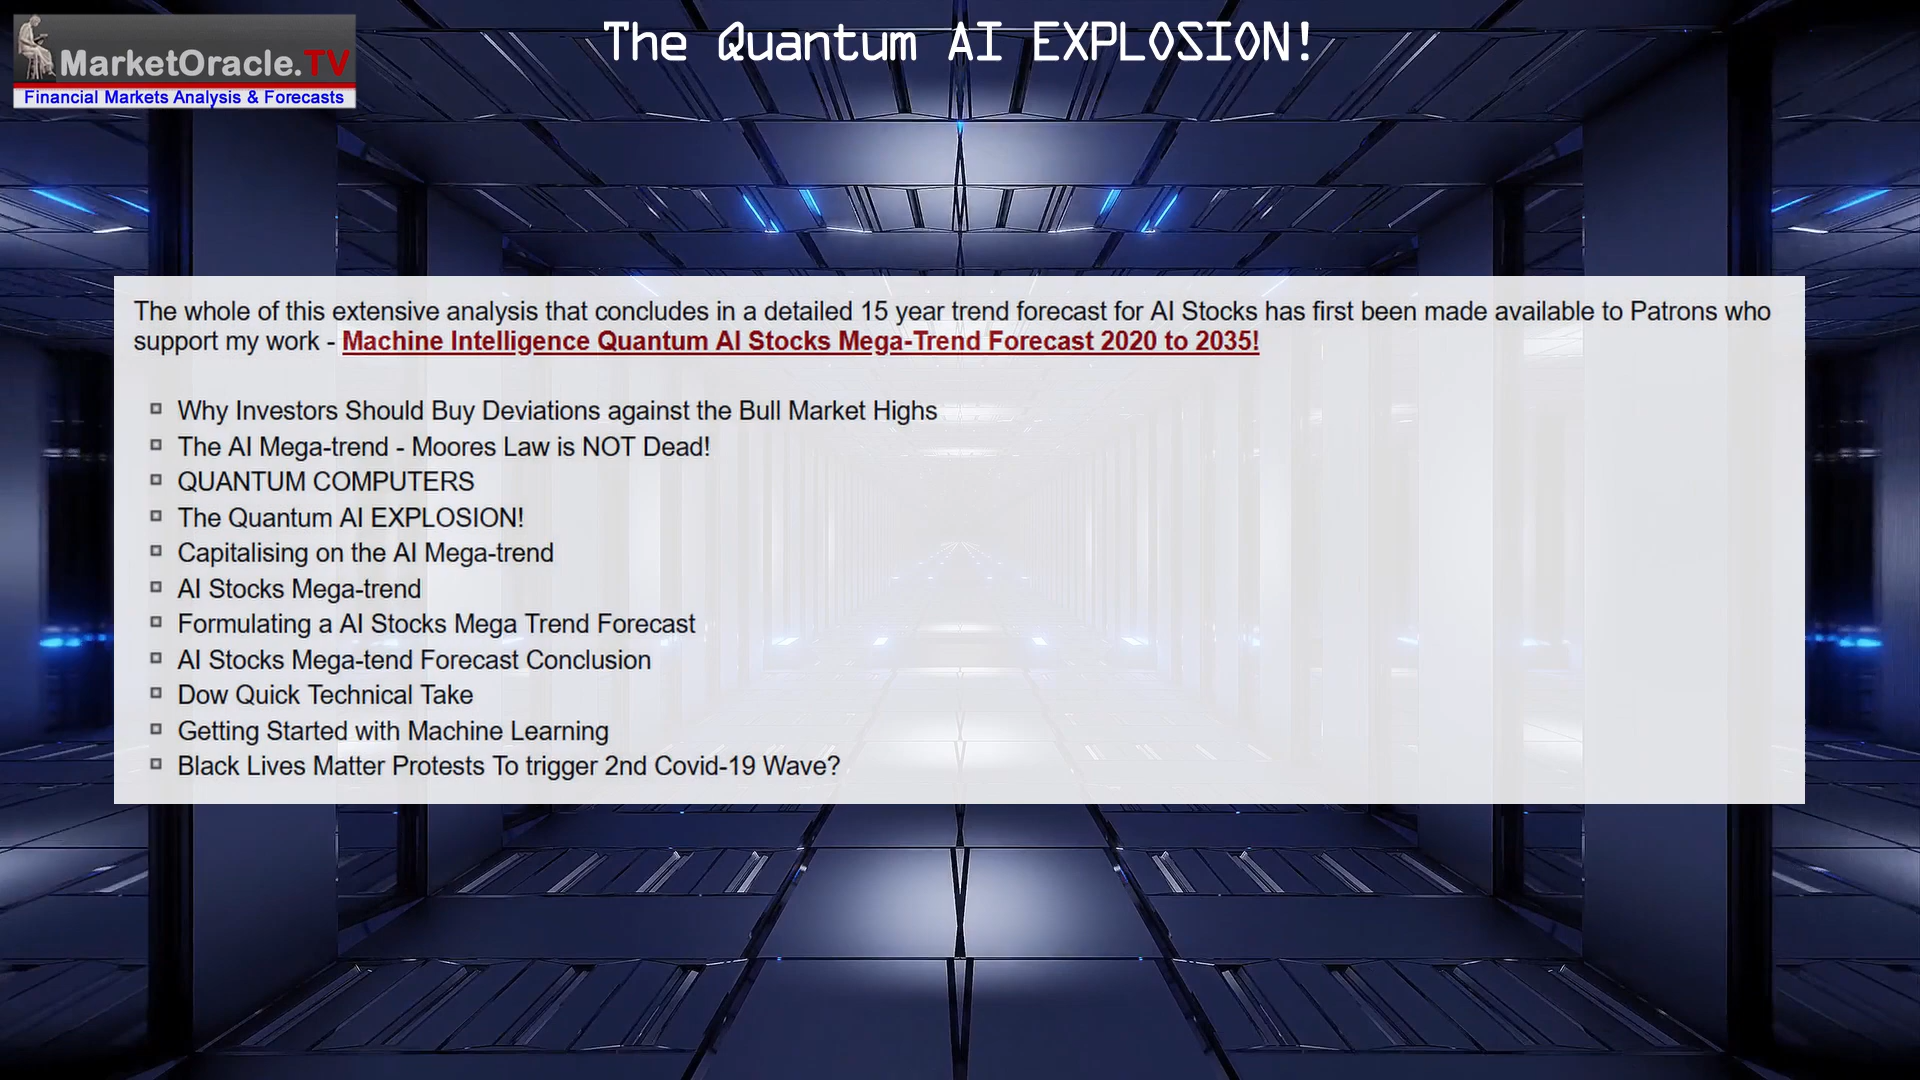 MarketOracle.TV
Financial Markets Analysis & Forecasts
The Quantum AI EXPLOSION!
The whole of this extensive analysis that concludes in a detailed 15 year trend forecast for AI Stocks has first been made available to Patrons who
support my work - Machine Intelligence Quantum AI Stocks Mega-Trend Forecast 2020 to 2035!
Why Investors Should Buy Deviations against the Bull Market Highs
The AI Mega-trend - Moores Law is NOT Dead!
QUANTUM COMPUTERS
The Quantum AI EXPLOSION!
Capitalising on the AI Mega-trend
AI Stocks Mega-trend
Formulating a AI Stocks Mega Trend Forecast
AI Stocks Mega-tend Forecast Conclusion
Dow Quick Technical Take
Getting Started with Machine Learning
Black Lives Matter Protests To trigger 2nd Covid-19 Wave?